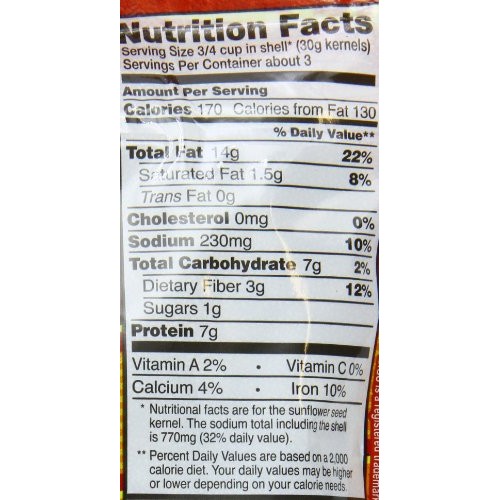 Nutrition Facts
Serving Size 3/4 cup in shell* (30g kernels)
Servings Per Container about 3
Amount Per Serving
Calories 170 Calories from Fat 130
% Daily Value**
Total Fat 14g 22%
Saturated Fat 1.5g 8%
Trans Fat 0g
Cholesterol 0mg 0%
Sodium 230mg 10%
Total Carbohydrate 7g 2%
Dietary Fiber 3g 12%
Sugars 1g
Protein 7g
Vitamin A 2% • Vitamin C 0%
Calcium 4% • Iron 10%
* Nutritional facts are for the sunflower seed
kernel. The sodium total including the shell
is 770mg (32% daily value).
** Percent Daily Values are based on a 2,000
calorie diet. Your daily values may be higher
or lower depending on your calorie needs.
is a registered trademark